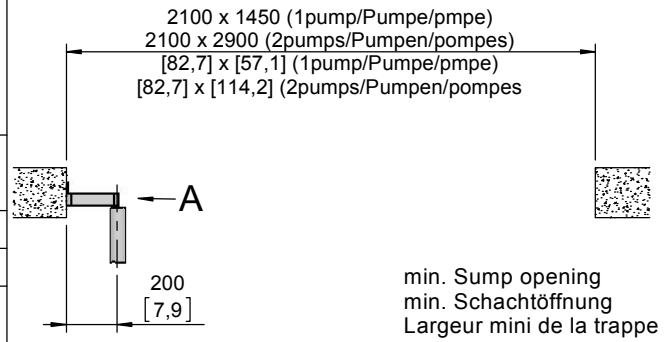 2100 x 1450 (1pump/Pumpe/pmpe)
2100 x 2900 (2pumps/Pumpen/pompes)
[82,7] x [57,1] (1pump/Pumpe/pmpe)
[82,7] x [114,2] (2pumps/Pumpen/pompes
A
200
[7,9]
min. Sump opening
min. Schachtöffnung
Largeur mini de la trappe